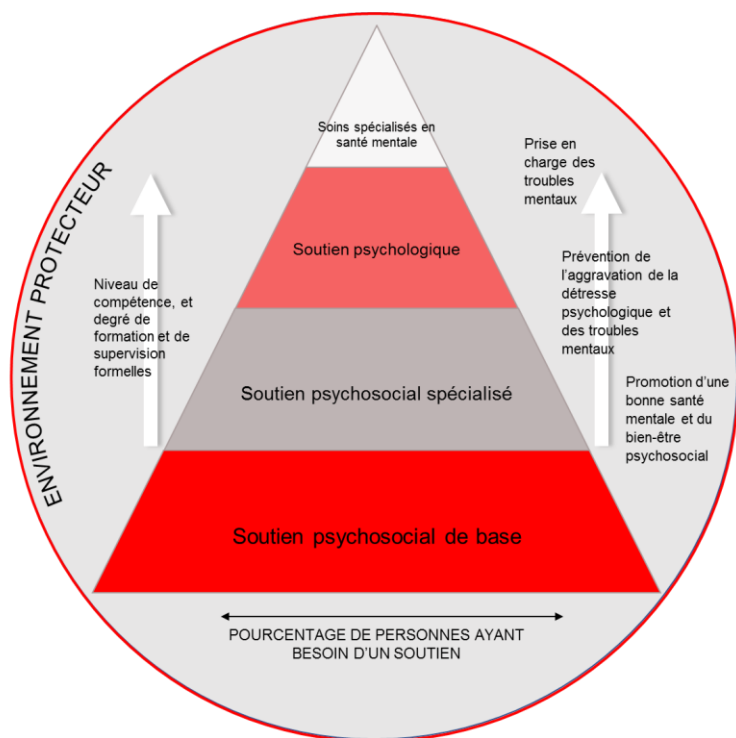 ENVIRONNEMENT PROTECTEUR
Soins spécialisés en
santé mentale
Soutien psychologique
Soutien psychosocial spécialisé
Soutien psychosocial de base
Niveau de
compétence, et
degré de
formation et de
supervision
formelles
Prise en
charge des
troubles
mentaux
Prévention de
l'aggravation de la
détresse
psychologique et
des troubles
mentaux
Promotion d'une
bonne santé
mentale et du
bien-être
psychosocial
POURCENTAGE DE PERSONNES AYANT
BESOIN D'UN SOUTIEN